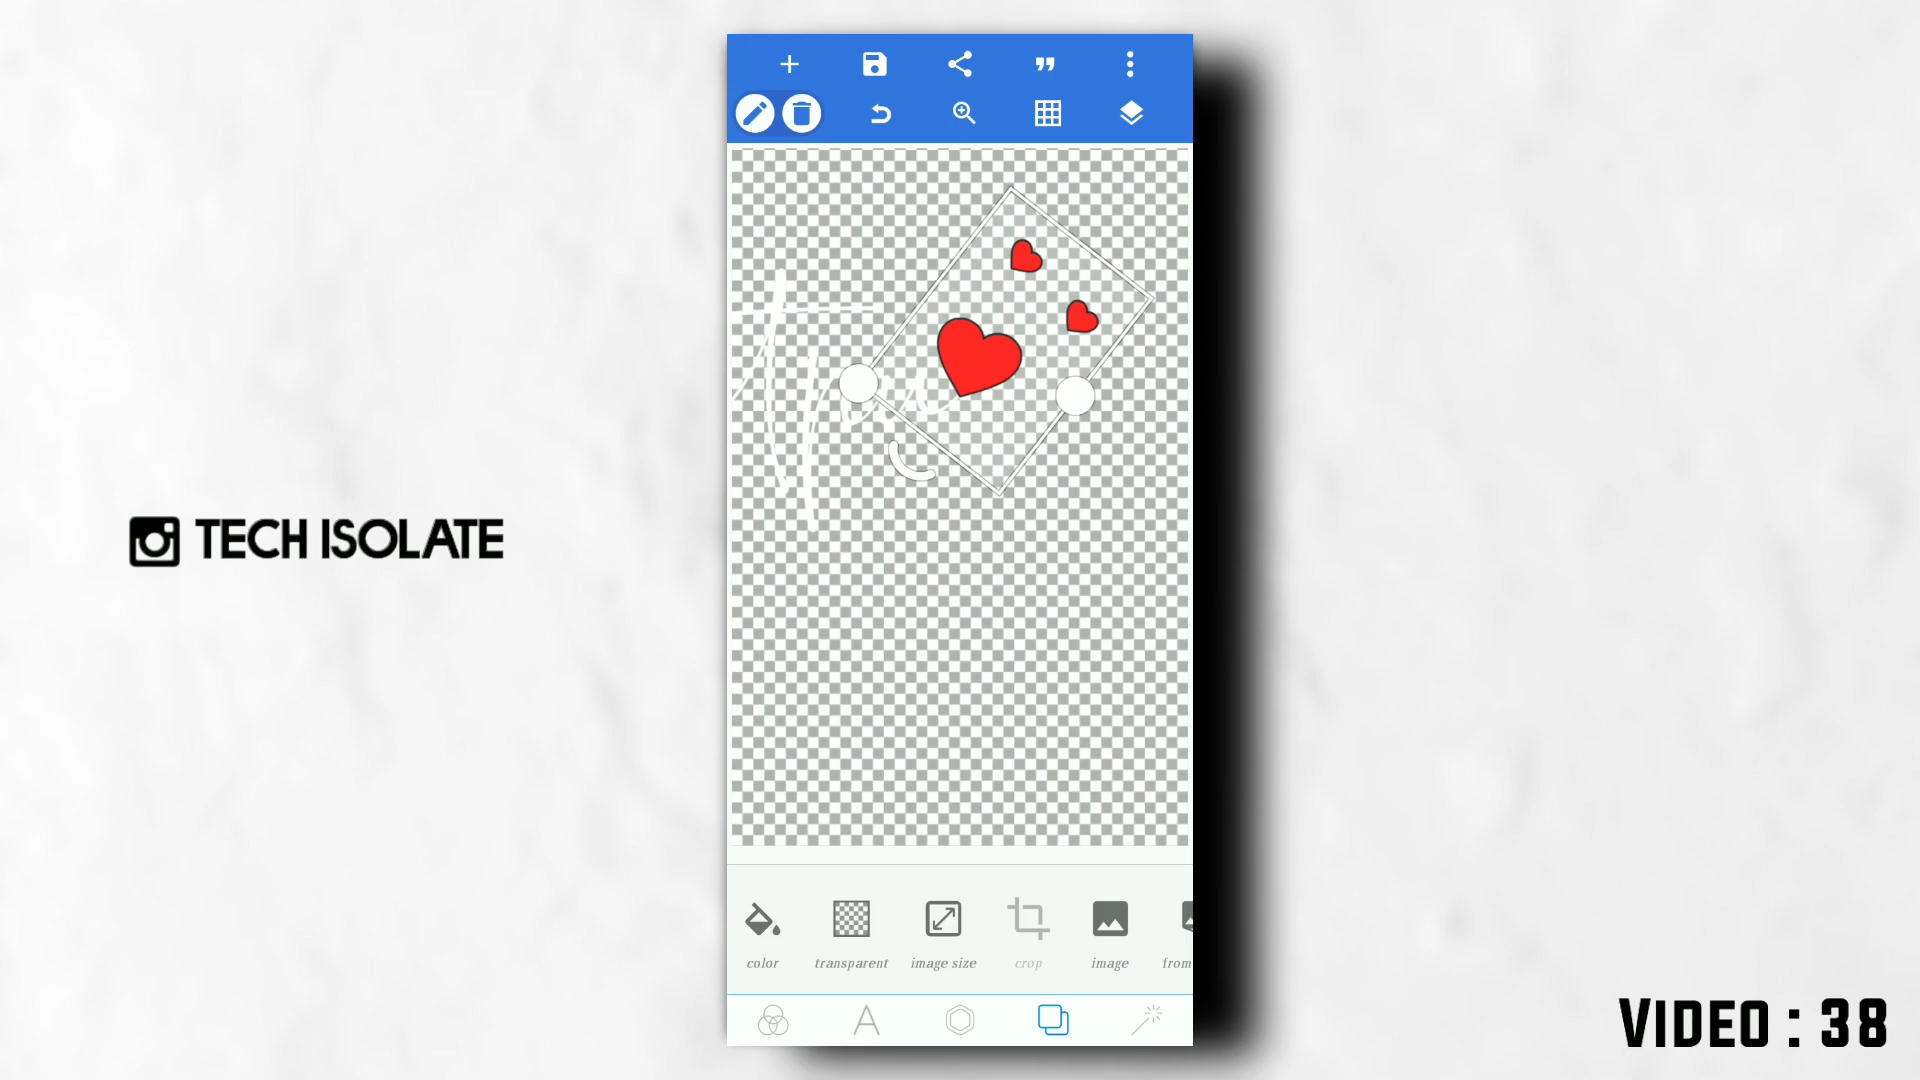 TECH ISOLATE
color transparent image size crop image from
VIDEO : 38